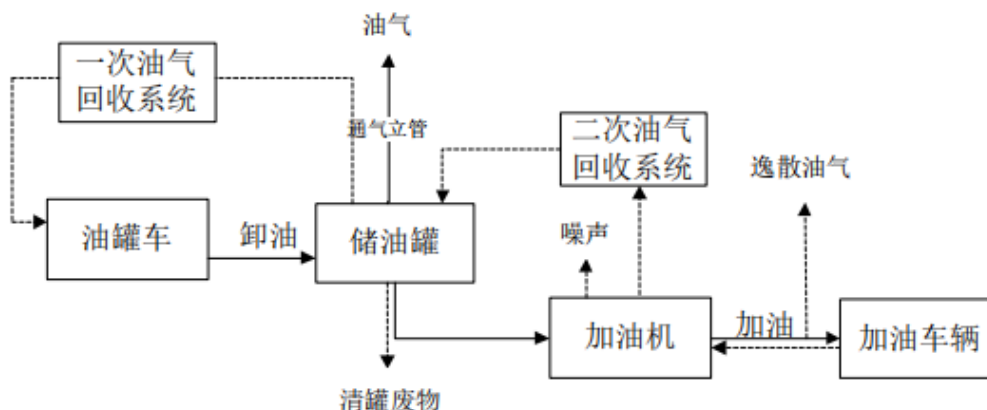 油气
一次油气
回收系统
通气立管
二次油气
回收系统
逸散油气
油罐车
卸油
储油罐
噪声
加油机
加油
加油车辆
清罐废物